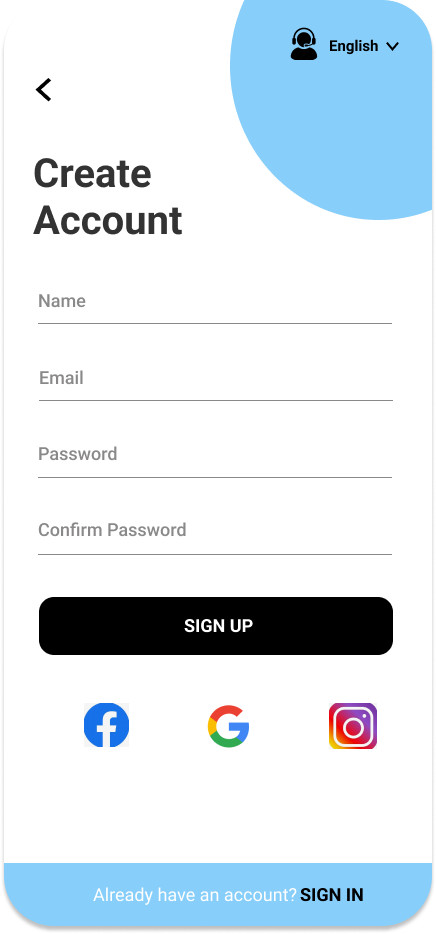 English
Create
Account
Name
Email
Password
Confirm Password
SIGN UP
Already have an account? SIGN IN